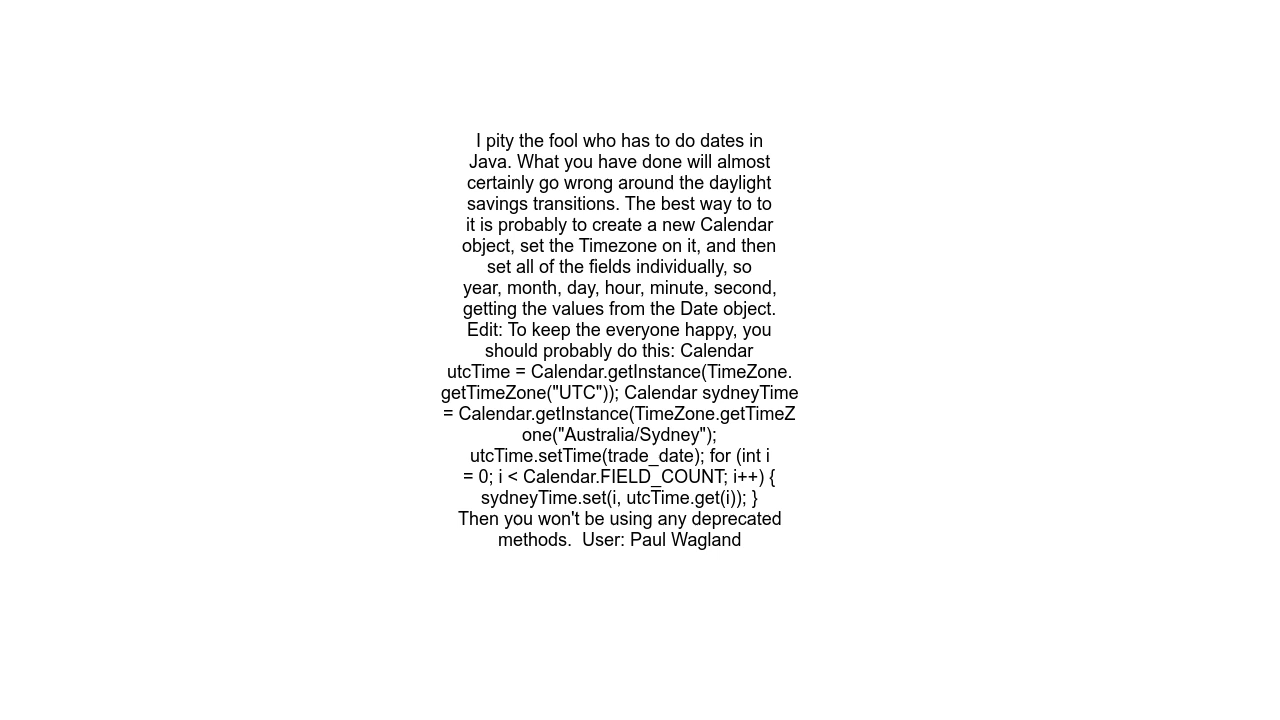 I pity the fool who has to do dates in
Java. What you have done will almost
certainly go wrong around the daylight
savings transitions. The best way to to
it is probably to create a new Calendar
object, set the Timezone on it, and then
set all of the fields individually, so
year, month, day, hour, minute, second,
getting the values from the Date object.
Edit: To keep the everyone happy, you
should probably do this: Calendar
utcTime = Calendar.getInstance(TimeZone.
getTimeZone("UTC")); Calendar sydneyTime
= Calendar.getInstance(TimeZone.getTimeZ
one("Australia/Sydney");
utcTime.setTime(trade_date); for (int i
= 0; i < Calendar.FIELD_COUNT; i++) {
sydneyTime.set(i, utcTime.get(i)); }
Then you won't be using any deprecated
methods.  User: Paul Wagland